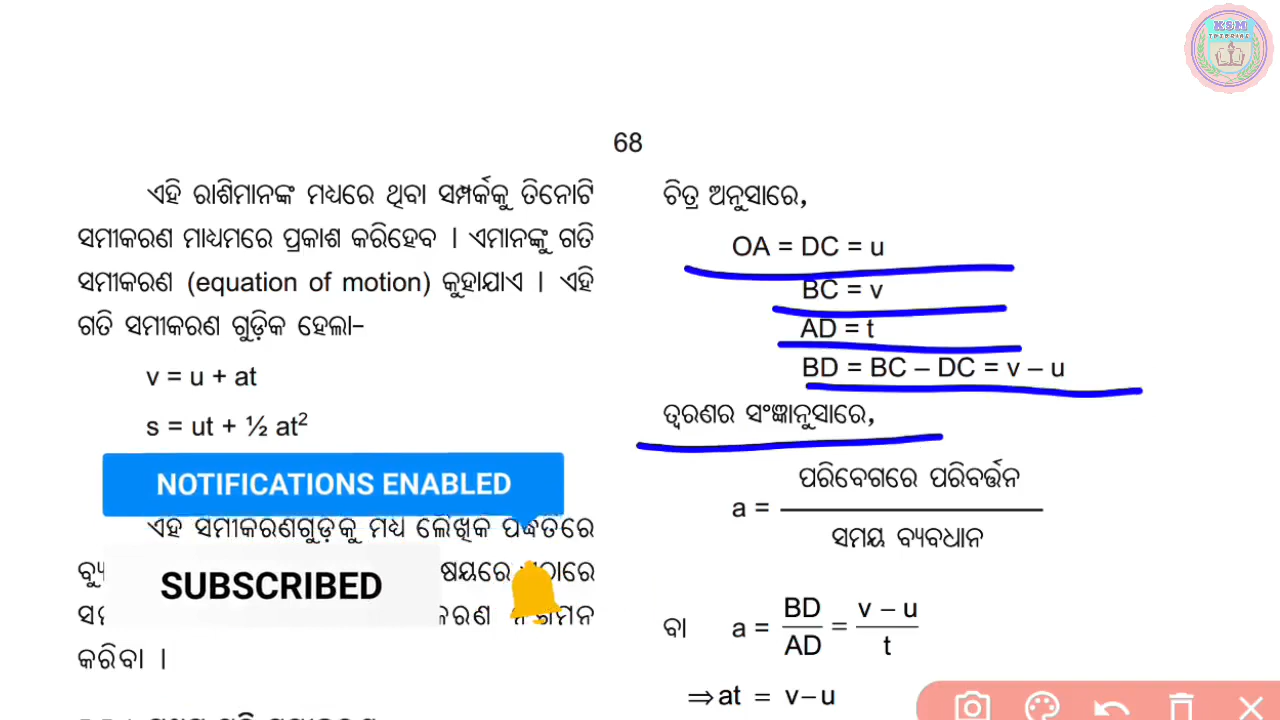 KSM
TUTORIAL
68
ଏହି ରାଶିମାନଙ୍କ ମଧ୍ୟରେ ଥିବା ସମ୍ପର୍କକୁ ତିନୋଟି
ସମୀକରଣ ମାଧ୍ୟମରେ ପ୍ରକାଶ କରିହେବ । ଏମାନଙ୍କୁ ଗତି
ସମୀକରଣ (equation of motion) କୁହାଯାଏ । ଏହି
ଗତି ସମୀକରଣ ଗୁଡ଼ିକ ହେଲା–
v = u + at
s = ut + ½ at²
NOTIFICATIONS ENABLED
ଏହି ସମୀକରଣଗୁଡ଼ିକୁ ମଧ୍ୟ ଲୈଖିକ ପଦ୍ଧତିରେ
SUBSCRIBED
କରିବା ।
ଚିତ୍ର ଅନୁସାରେ,
OA = DC = u
BC = v
AD = t
BD = BC – DC = v – u
ତ୍ୱରଣର ସଂଜ୍ଞାନୁସାରେ,
a = ପରିବେଗରେ ପରିବର୍ତ୍ତନ
ସମୟ ବ୍ୟବଧାନ
ବା a = BD/AD = v – u/t
⇒ at = v – u